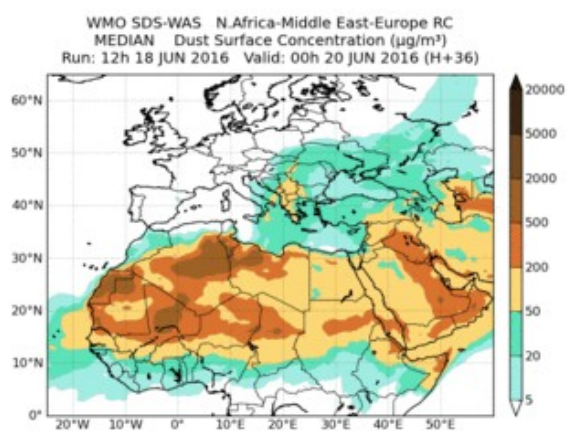 WMO SDS-WAS N.Africa-Middle East-Europe RC
MEDIAN Dust Surface Concentration (µg/m³)
Run: 12h 18 JUN 2016 Valid: 00h 20 JUN 2016 (H+36)
60°N
50°N
40°N
30°N
20°N
10°N
0°
20°W
10°W
0°
10°E
20°E
30°E
40°E
50°E
20000
5000
2000
500
200
50
20
5